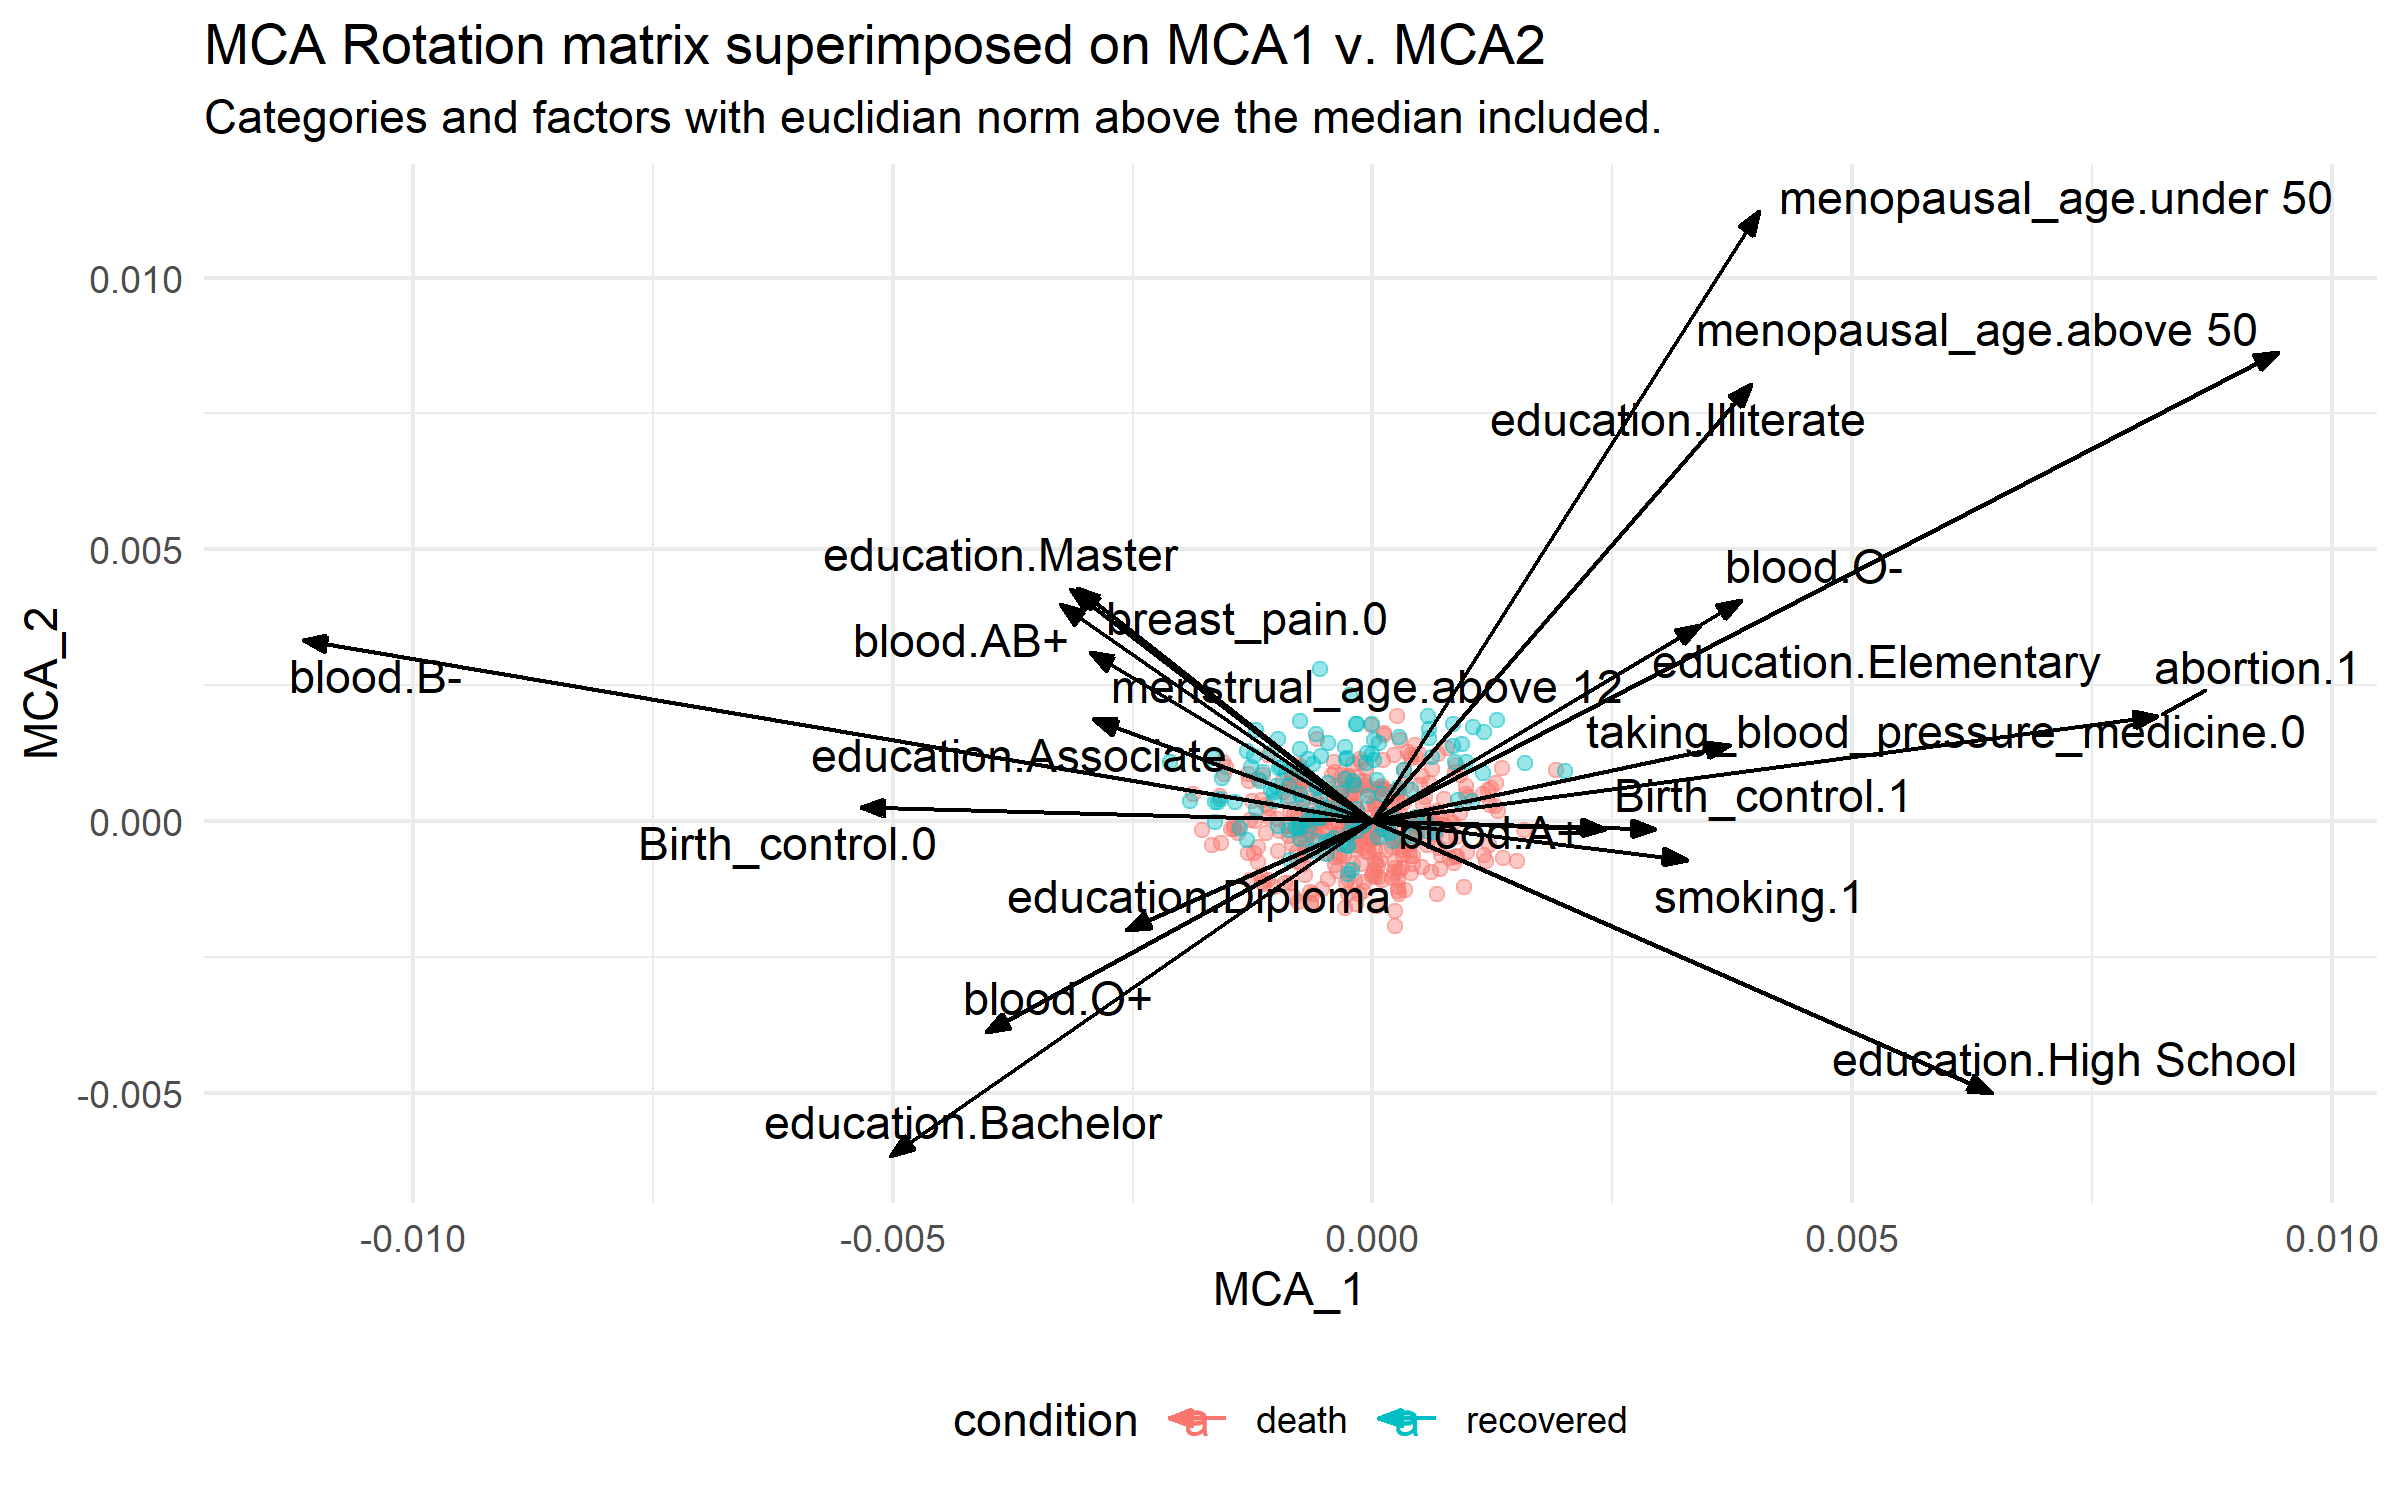 MCA Rotation matrix superimposed on MCA1 v. MCA2
Categories and factors with euclidian norm above the median included.
menopausal_age.under 50
0.010
menopausal_age.above 50
education.Illiterate
0.005
education.Master
blood.O-
breast_pain.0
blood.AB+
education.Elementary
abortion.1
blood.B-
menstrual_age.above 12
MCA_2
taking_blood_pressure_medicine.0
education.Associate
Birth_control.1
0.000
blood.A+
Birth_control.0
education.Diploma
smoking.1
blood.O+
education.High School
-0.005
education.Bachelor
-0.010
-0.005
0.000
0.005
0.010
MCA_1
condition a death a recovered